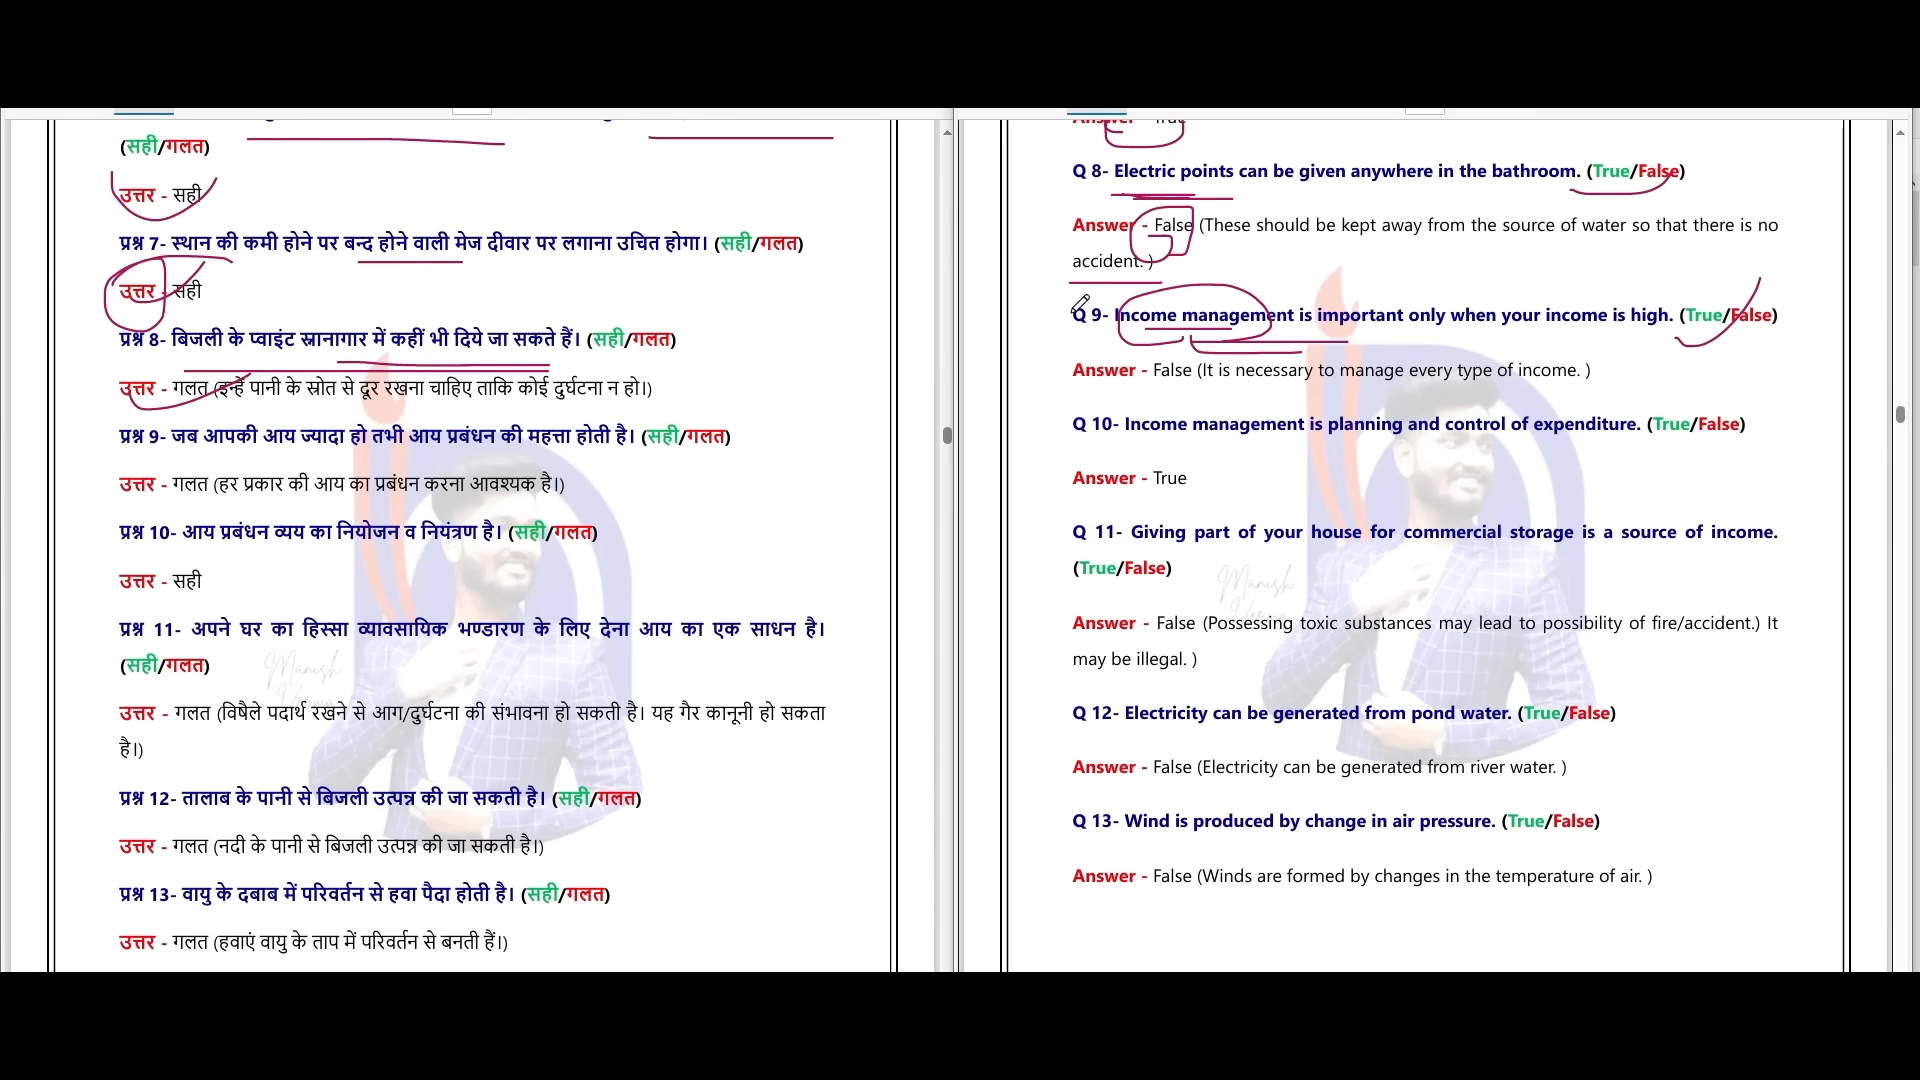 (सही/गलत)
उत्तर - सही
प्रश्न 7- स्थान की कमी होने पर बन्द होने वाली मेज दीवार पर लगाना उचित होगा। (सही/गलत)
उत्तर - सही
प्रश्न 8- बिजली के प्वाइंट स्नानागार में कहीं भी दिये जा सकते हैं। (सही/गलत)
उत्तर - गलत (इन्हें पानी के स्रोत से दूर रखना चाहिए ताकि कोई दुर्घटना न हो।)
प्रश्न 9- जब आपकी आय ज्यादा हो तभी आय प्रबंधन की महत्ता होती है। (सही/गलत)
उत्तर - गलत (हर प्रकार की आय का प्रबंधन करना आवश्यक है।)
प्रश्न 10- आय प्रबंधन व्यय का नियोजन व नियंत्रण है। (सही/गलत)
उत्तर - सही
प्रश्न 11- अपने घर का हिस्सा व्यावसायिक भण्डारण के लिए देना आय का एक साधन है।
(सही/गलत)
उत्तर - गलत (विषैले पदार्थ रखने से आग/दुर्घटना की संभावना हो सकती है। यह गैर कानूनी हो सकता
है।)
प्रश्न 12- तालाब के पानी से बिजली उत्पन्न की जा सकती है। (सही/गलत)
उत्तर - गलत (नदी के पानी से बिजली उत्पन्न की जा सकती है।)
प्रश्न 13- वायु के दबाब में परिवर्तन से हवा पैदा होती है। (सही/गलत)
उत्तर - गलत (हवाएं वायु के ताप में परिवर्तन से बनती हैं।)
Answer - True
Q 8- Electric points can be given anywhere in the bathroom. (True/False)
Answer - False (These should be kept away from the source of water so that there is no
accident. )
Q 9- Income management is important only when your income is high. (True/False)
Answer - False (It is necessary to manage every type of income. )
Q 10- Income management is planning and control of expenditure. (True/False)
Answer - True
Q 11- Giving part of your house for commercial storage is a source of income.
(True/False)
Answer - False (Possessing toxic substances may lead to possibility of fire/accident.) It
may be illegal. )
Q 12- Electricity can be generated from pond water. (True/False)
Answer - False (Electricity can be generated from river water. )
Q 13- Wind is produced by change in air pressure. (True/False)
Answer - False (Winds are formed by changes in the temperature of air. )
Manish
Verma